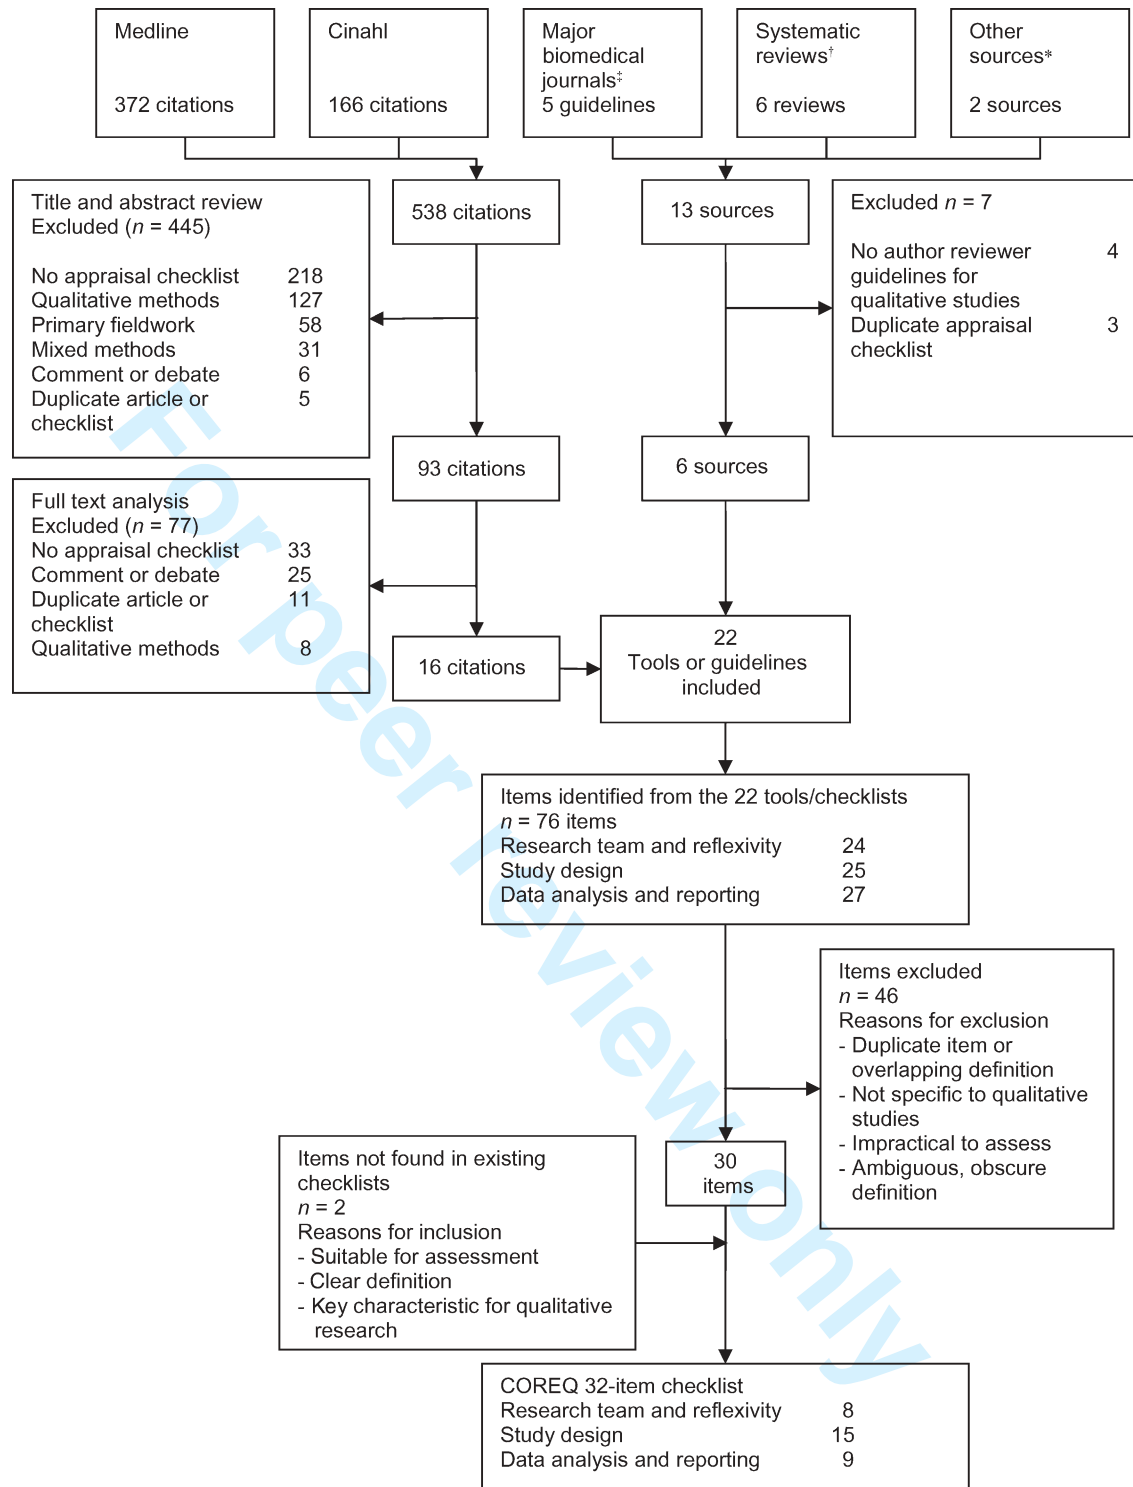 Medline
372 citations
Cinahl
166 citations
Major
biomedical
journals‡
5 guidelines
Systematic
reviews†
6 reviews
Other
sources*
2 sources
Title and abstract review
Excluded (n = 445)
No appraisal checklist 218
Qualitative methods 127
Primary fieldwork 58
Mixed methods 31
Comment or debate 6
Duplicate article or 5
checklist
538 citations
13 sources
Excluded n = 7
No author reviewer 4
guidelines for
qualitative studies
Duplicate appraisal 3
checklist
93 citations
6 sources
Full text analysis
Excluded (n = 77)
No appraisal checklist 33
Comment or debate 25
Duplicate article or 11
checklist
Qualitative methods 8
16 citations
22
Tools or guidelines
included
Items identified from the 22 tools/checklists
n = 76 items
Research team and reflexivity 24
Study design 25
Data analysis and reporting 27
Items excluded
n = 46
Reasons for exclusion
- Duplicate item or
overlapping definition
- Not specific to qualitative
studies
- Impractical to assess
- Ambiguous, obscure
definition
30
items
Items not found in existing
checklists
n = 2
Reasons for inclusion
- Suitable for assessment
- Clear definition
- Key characteristic for qualitative
research
COREQ 32-item checklist
Research team and reflexivity 8
Study design 15
Data analysis and reporting 9
For peer review only